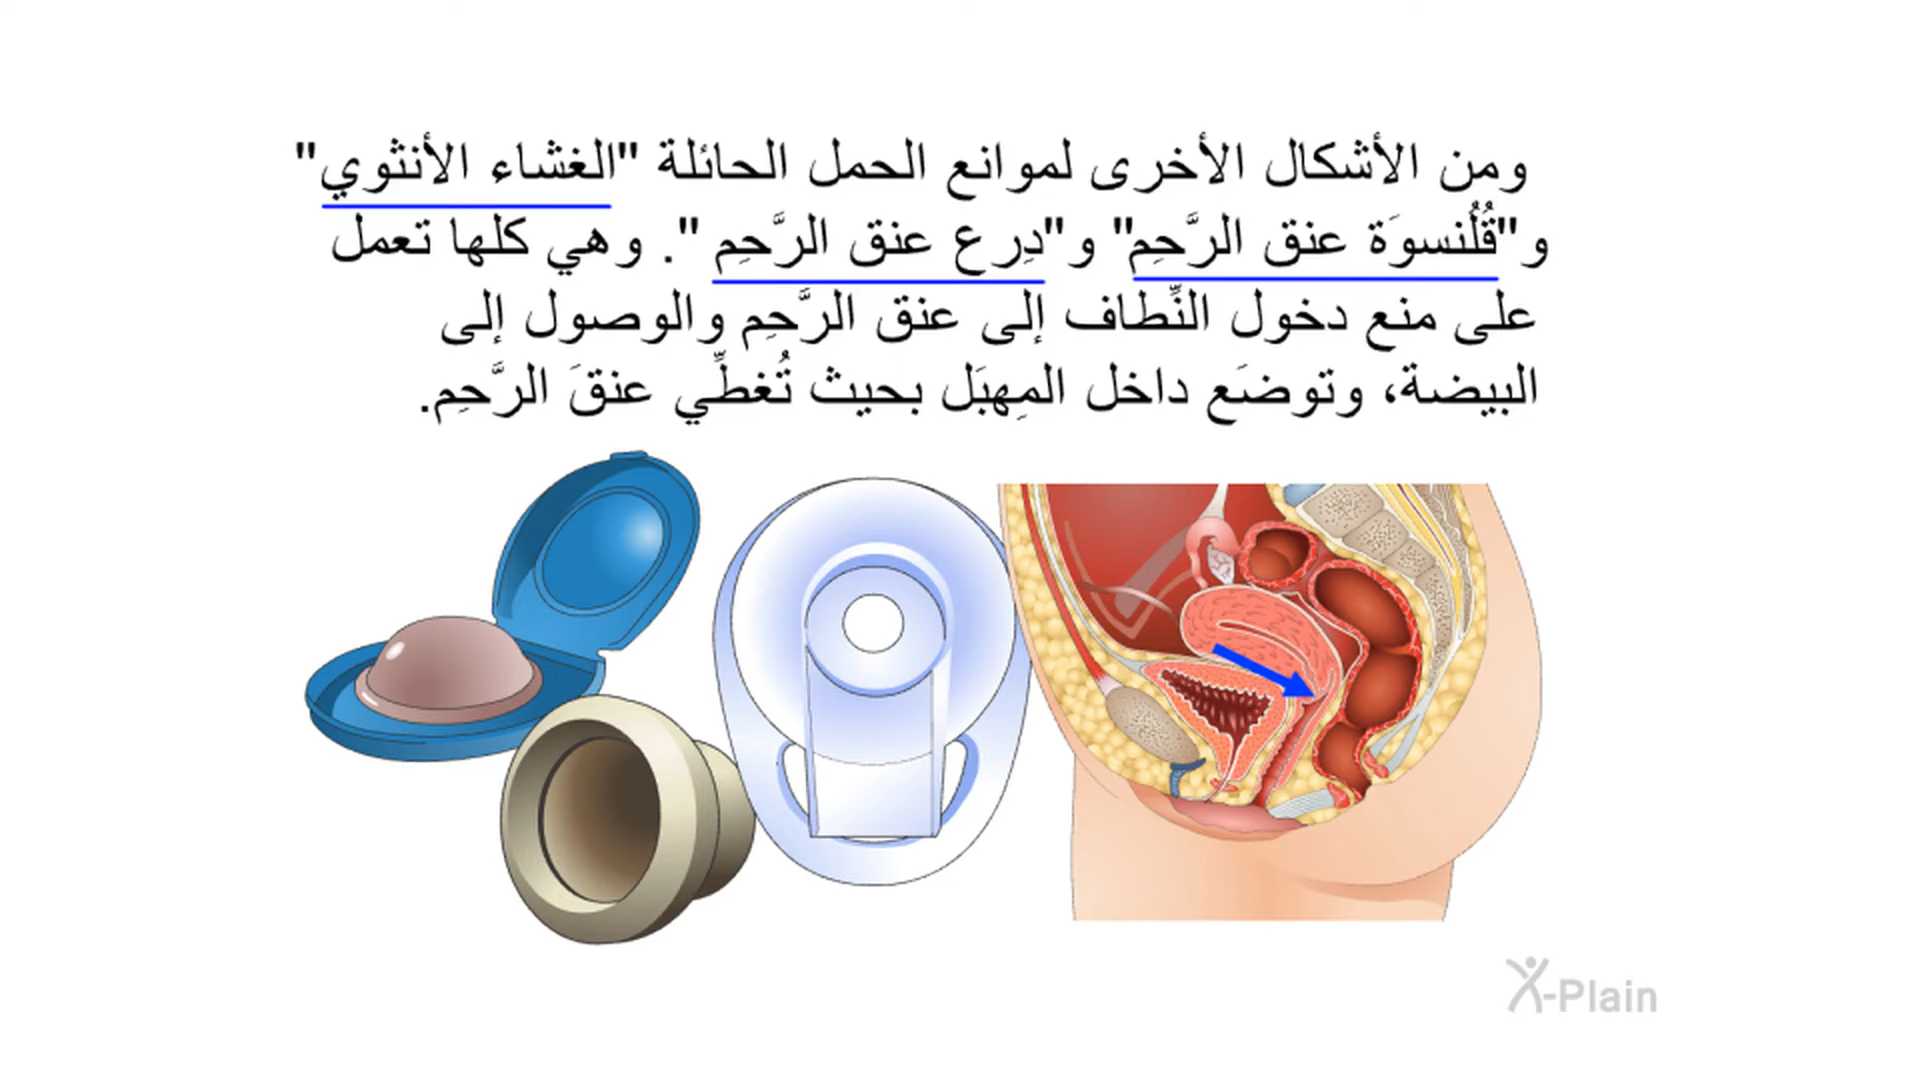 ومن الأشكال الأخرى لموانع الحمل الحائلة "الغشاء الأنثوي"
و"قُلُنسوَة عنق الرَّحِم" و"دِرع عنق الرَّحِم ". وهي كلها تعمل
على منع دخول النِّطاف إلى عنق الرَّحِم والوصول إلى
البيضة، وتوضَع داخل المِهبَل بحيث تُغطِّي عنقَ الرَّحِم.
X-Plain